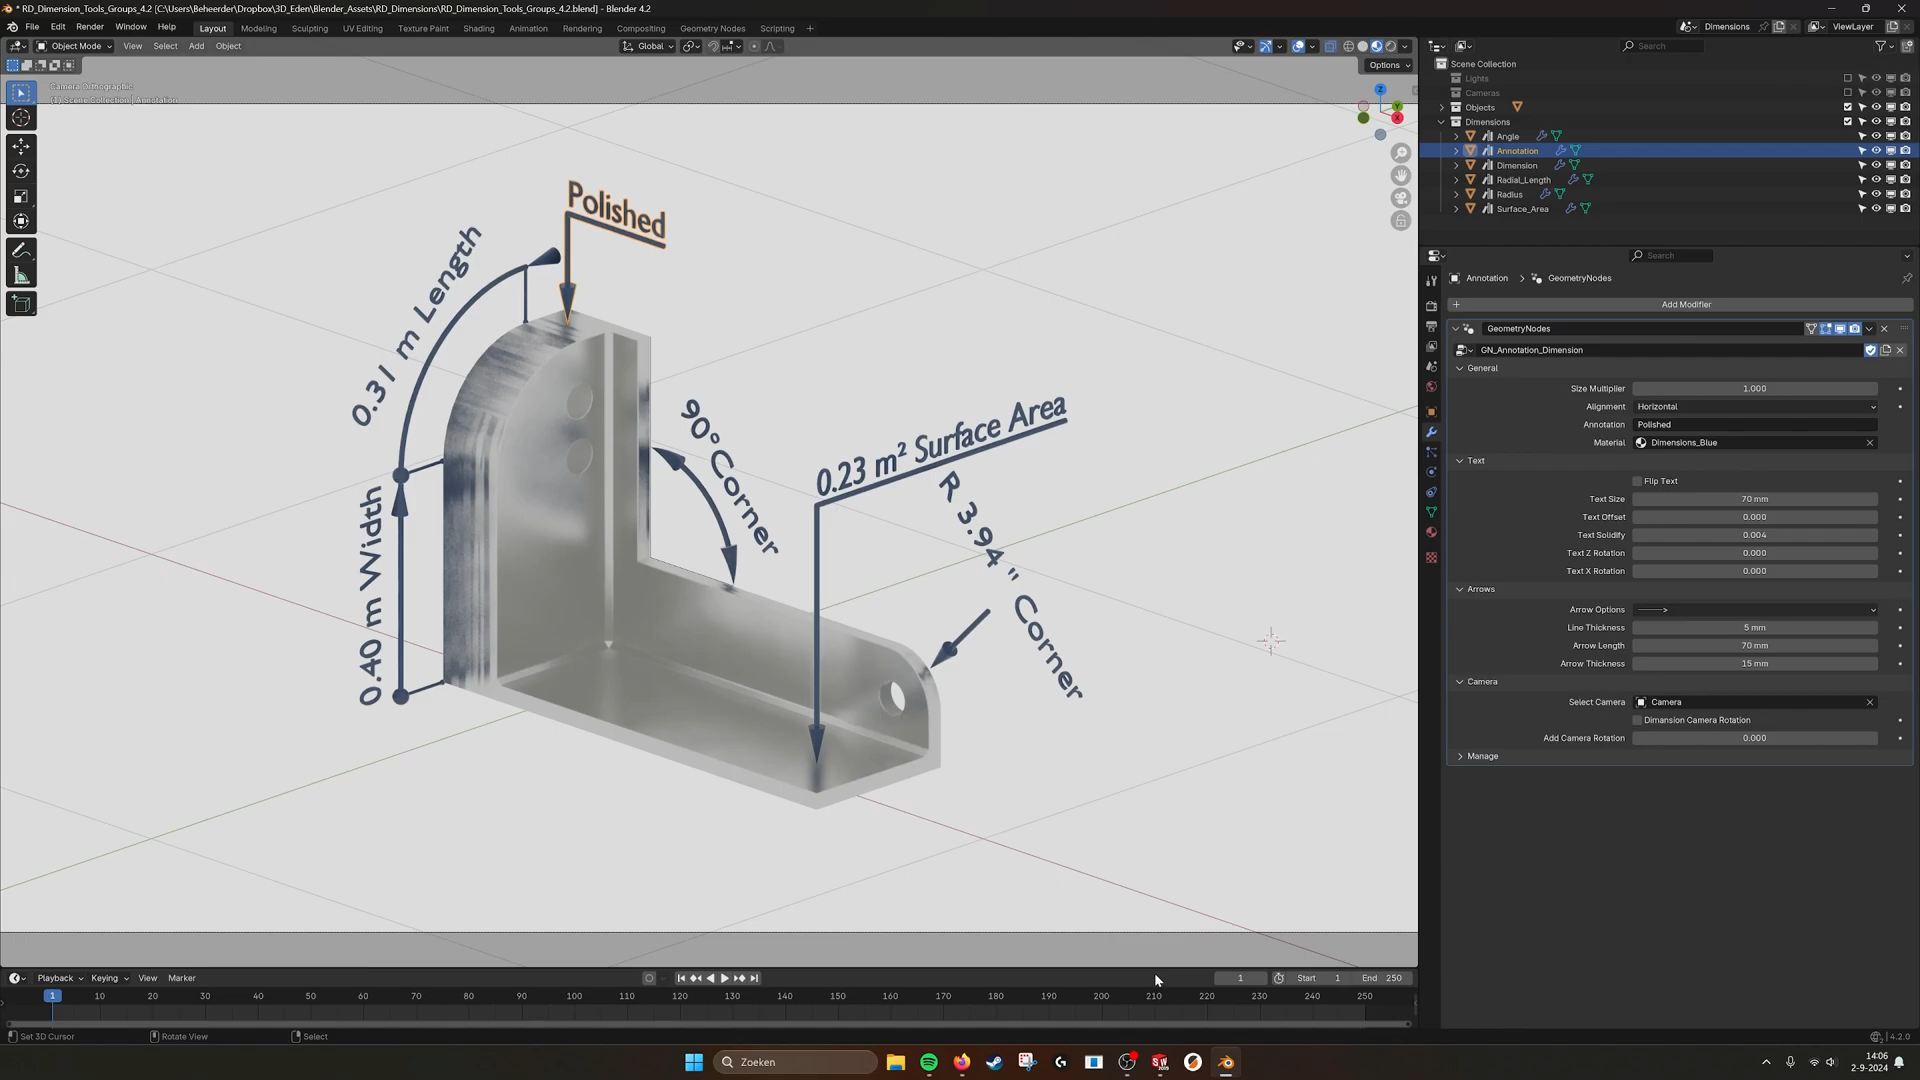 * RD_Dimension_Tools_Groups_4.2 [C:\Users\Beheerder\Dropbox\3D_Eden\Blender_Assets\RD_Dimensions\RD_Dimension_Tools_Groups_4.2.blend] - Blender 4.2
File Edit Render Window Help Layout Modeling Sculpting UV Editing Texture Paint Shading Animation Rendering Compositing Geometry Nodes Scripting + Dimensions ViewLayer
Object Mode View Select Add Object Global Search
Options
Camera Orthographic
(1) Scene Collection | Annotation
Z
Y
X
Polished
0.31 m Length
0.40 m Width
90° Corner
0.23 m² Surface Area
R 3.94 " Corner
Scene Collection
Lights
Cameras
Objects
Dimensions
Angle
Annotation
Dimension
Radial_Length
Radius
Surface_Area
Search
Annotation > GeometryNodes
+ Add Modifier
GeometryNodes
GN_Annotation_Dimension
General
Size Multiplier 1.000
Alignment Horizontal
Annotation Polished
Material Dimensions_Blue
Text
Flip Text
Text Size 70 mm
Text Offset 0.000
Text Solidify 0.004
Text Z Rotation 0.000
Text X Rotation 0.000
Arrows
Arrow Options ———>
Line Thickness 5 mm
Arrow Length 70 mm
Arrow Thickness 15 mm
Camera
Select Camera Camera
Dimansion Camera Rotation
Add Camera Rotation 0.000
Manage
Playback Keying View Marker 1 Start 1 End 250
1 10 20 30 40 50 60 70 80 90 100 110 120 130 140 150 160 170 180 190 200 210 220 230 240 250
Set 3D Cursor Rotate View Select 4.2.0
Zoeken
14:06
2-9-2024